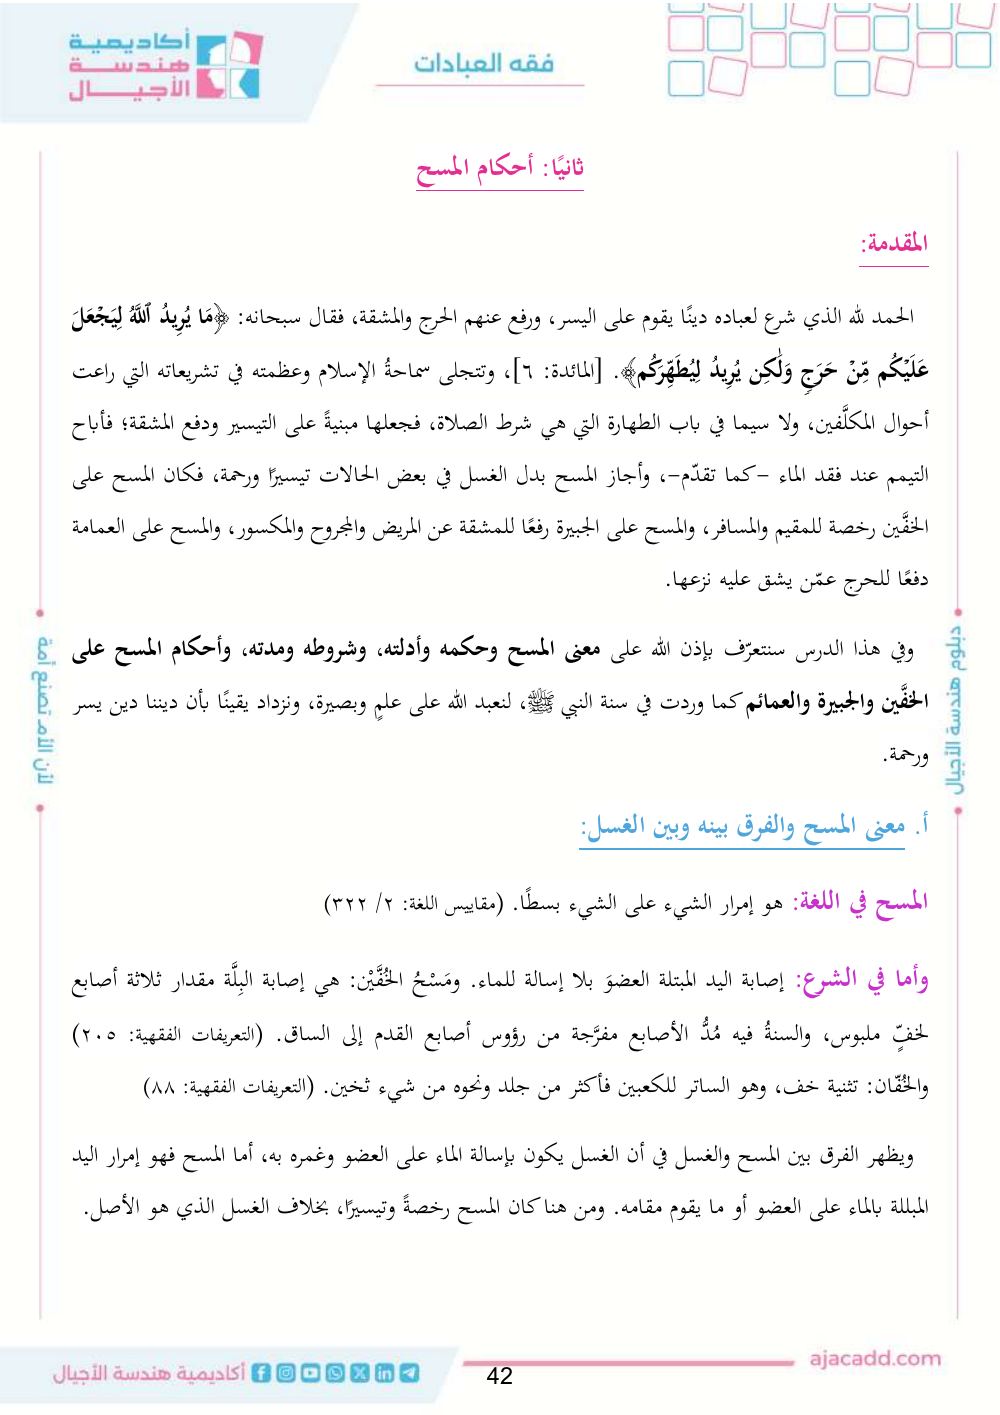 أكاديمية
هندسة
الأجيال
فقه العبادات
ثانيًا: أحكام المسح
المقدمة:
الحمد لله الذي شرع لعباده دينًا يقوم على اليسر، ورفع عنهم الحرج والمشقة، فقال سبحانه: ﴿مَا يُرِيدُ ٱللَّهُ لِيَجۡعَلَ
عَلَيۡكُم مِّنۡ حَرَجٖ وَلَٰكِن يُرِيدُ لِيُطَهِّرَكُم﴾. [المائدة: ٦]، وتتجلى سماحةُ الإسلام وعظمته في تشريعاته التي راعت
أحوال المكلَّفين، ولا سيما في باب الطهارة التي هي شرط الصلاة، فجعلها مبنيةً على التيسير ودفع المشقة؛ فأباح
التيمم عند فقد الماء –كما تقدّم–، وأجاز المسح بدل الغسل في بعض الحالات تيسيرًا ورحمة، فكان المسح على
الخفَّين رخصة للمقيم والمسافر، والمسح على الجبيرة رفعًا للمشقة عن المريض والمجروح والمكسور، والمسح على العمامة
دفعًا للحرج عمّن يشق عليه نزعها.
وفي هذا الدرس سنتعرّف بإذن الله على معنى المسح وحكمه وأدلته، وشروطه ومدته، وأحكام المسح على
الخفَّين والجبيرة والعمائم كما وردت في سنة النبي ﷺ، لنعبد الله على علمٍ وبصيرة، ونزداد يقينًا بأن ديننا دين يسر
ورحمة.
أ. معنى المسح والفرق بينه وبين الغسل:
المسح في اللغة: هو إمرار الشيء على الشيء بسطًا. (مقاييس اللغة: ٢/ ٣٢٢)
وأما في الشرع: إصابة اليد المبتلة العضوَ بلا إسالة للماء. ومَسْحُ الخُفَّيْن: هي إصابة البِلَّة مقدار ثلاثة أصابع
لخفٍّ ملبوس، والسنةُ فيه مُدُّ الأصابع مفرَّجة من رؤوس أصابع القدم إلى الساق. (التعريفات الفقهية: ٢٠٥)
والخُفّان: تثنية خف، وهو الساتر للكعبين فأكثر من جلد ونحوه من شيء ثخين. (التعريفات الفقهية: ٨٨)
ويظهر الفرق بين المسح والغسل في أن الغسل يكون بإسالة الماء على العضو وغمره به، أما المسح فهو إمرار اليد
المبللة بالماء على العضو أو ما يقوم مقامه. ومن هنا كان المسح رخصةً وتيسيرًا، بخلاف الغسل الذي هو الأصل.
دبلوم هندسة الأجيال
لأن الأم تصنع أمة
ajacadd.com
42
أكاديمية هندسة الأجيال